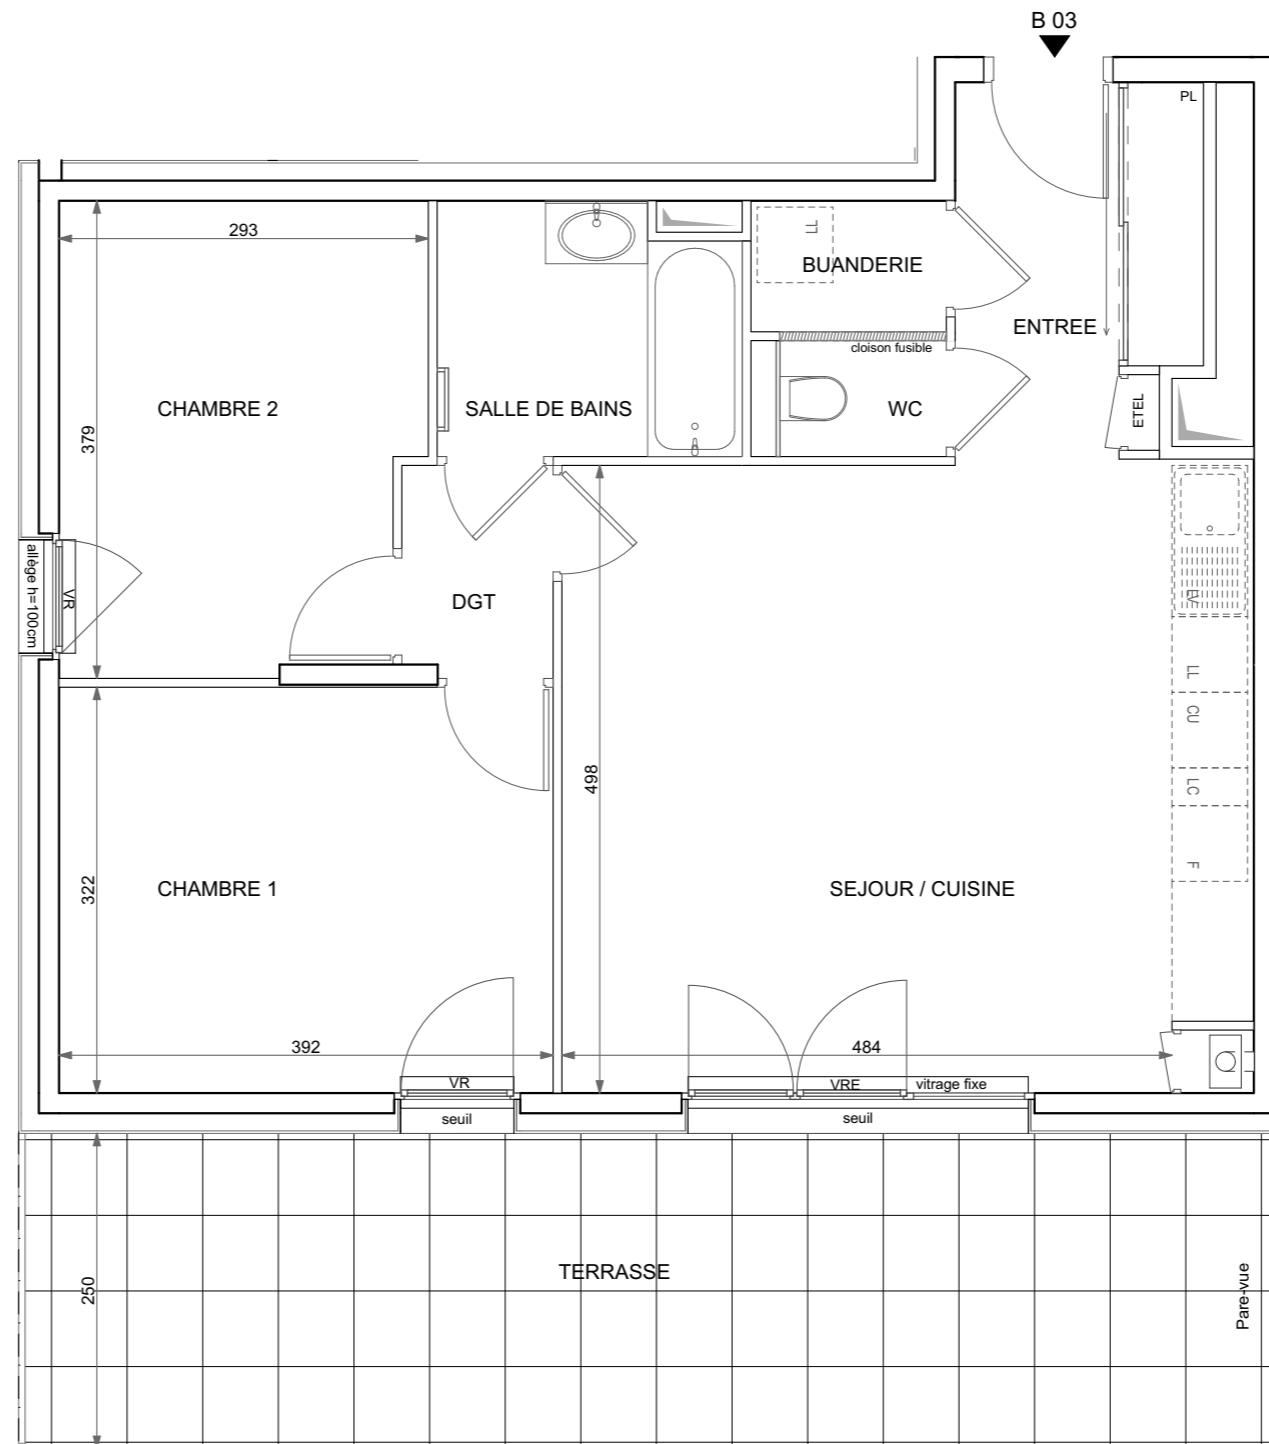 B 03
PL
293
LL
BUANDERIE
ENTREE
cloison fusible
CHAMBRE 2
SALLE DE BAINS
WC
ETEL
379
allège h=100cm
VR
DGT
LV
LL
CU
LC
F
498
322
CHAMBRE 1
SEJOUR / CUISINE
392
484
VR
VRE
vitrage fixe
seuil
seuil
TERRASSE
250
Pare-vue